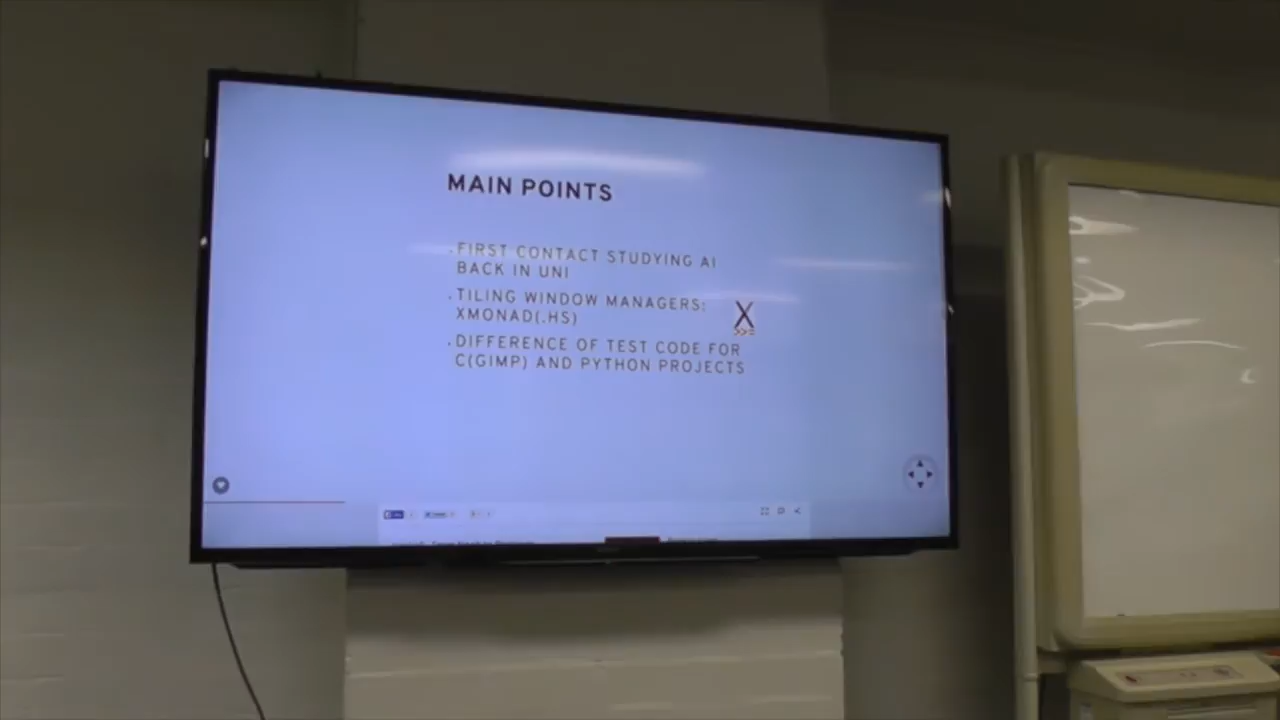 MAIN POINTS
. FIRST CONTACT STUDYING AI
BACK IN UNI
. TILING WINDOW MANAGERS:
XMONAD(.HS)
X
>>=
. DIFFERENCE OF TEST CODE FOR
C(GIMP) AND PYTHON PROJECTS